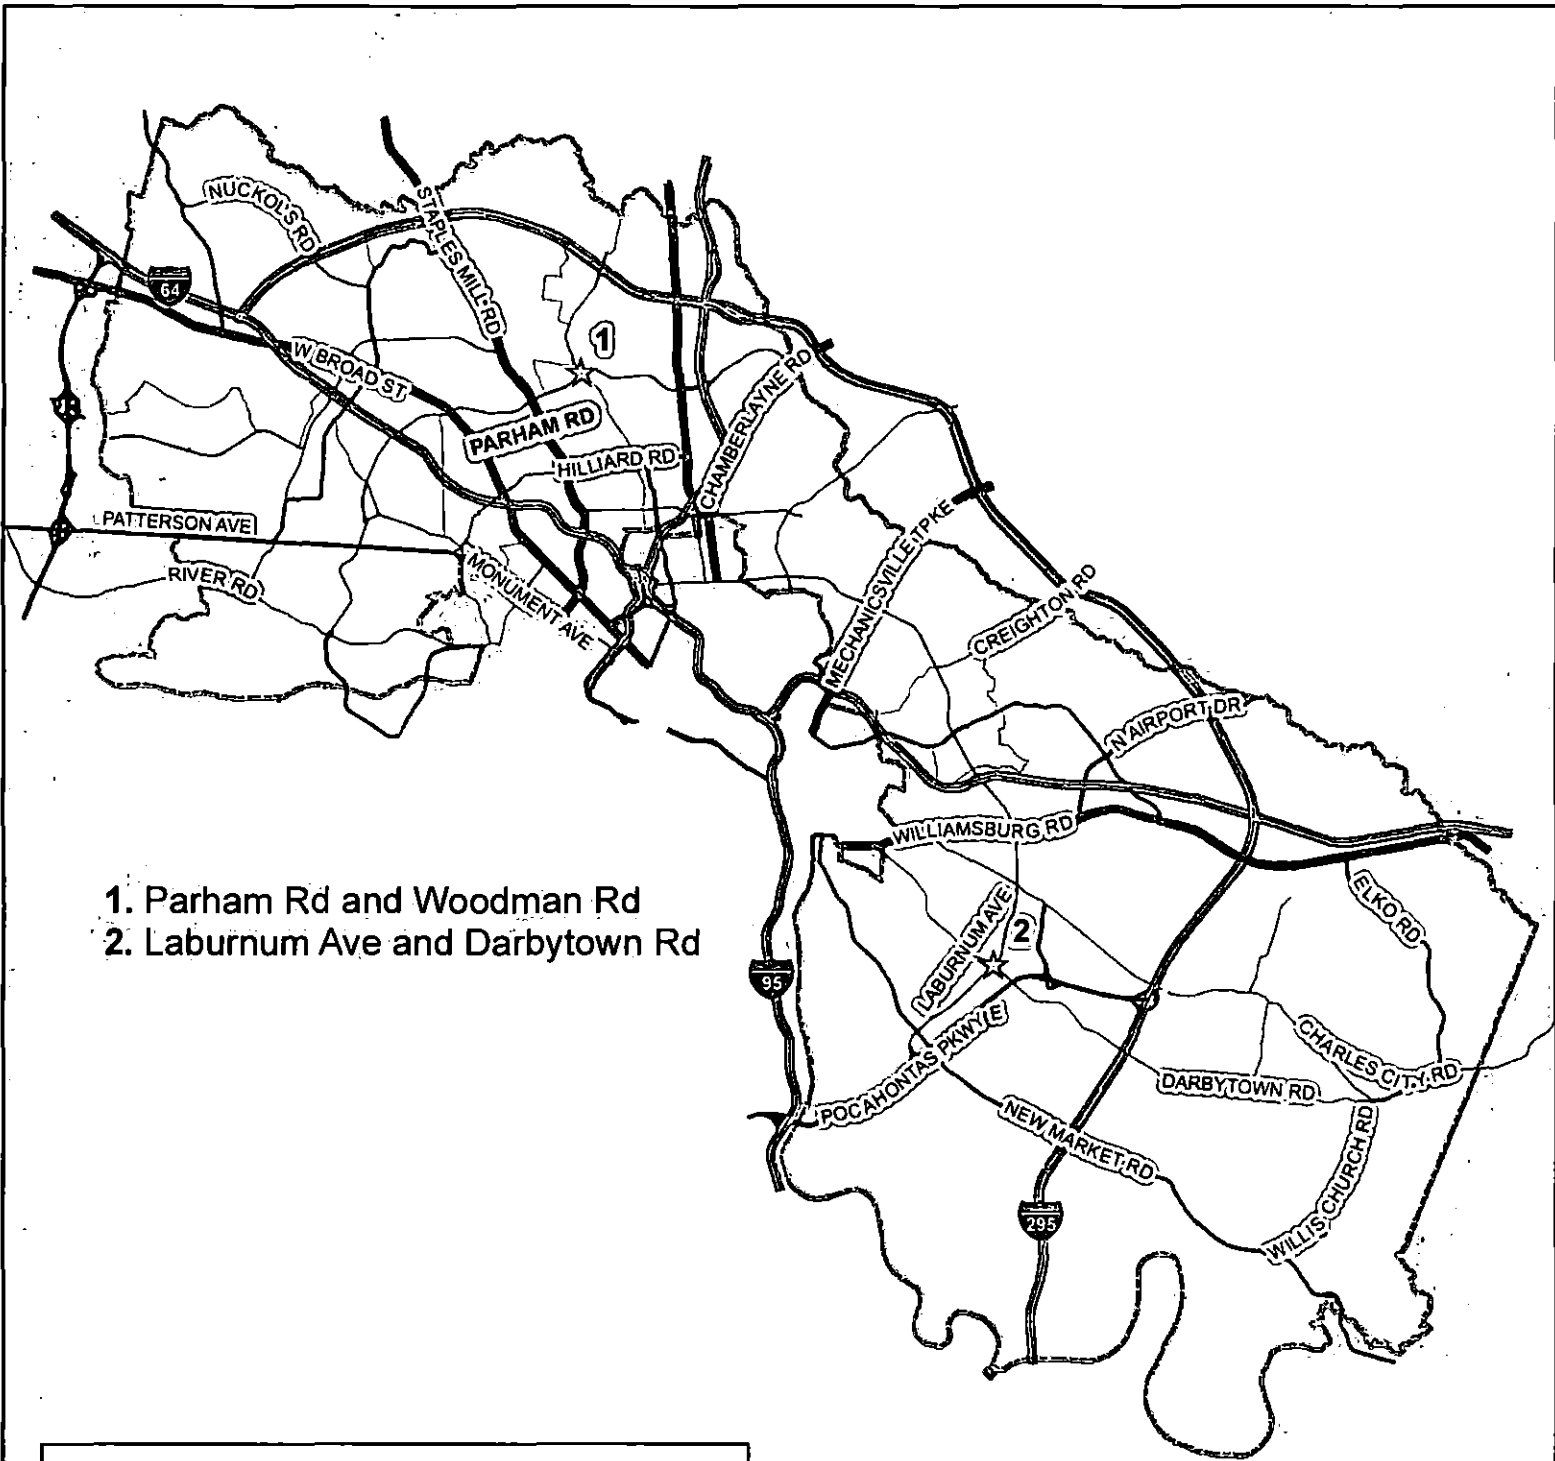 NUCKOLS RD
STAPLES MILL RD
64
1
W BROAD ST
CHAMBERLAYNE RD
PARHAM RD
HILLIARD RD
PATTERSON AVE
MECHANICSVILLE TPKE
RIVER RD
MONUMENT AVE
CREIGHTON RD
N AIRPORT DR
WILLIAMSBURG RD
1. Parham Rd and Woodman Rd
2. Laburnum Ave and Darbytown Rd
ELKO RD
LABURNUM AVE
2
95
POCAHONTAS PKWY E
CHARLES CITY RD
DARBYTOWN RD
NEW MARKET RD
WILLIS CHURCH RD
295